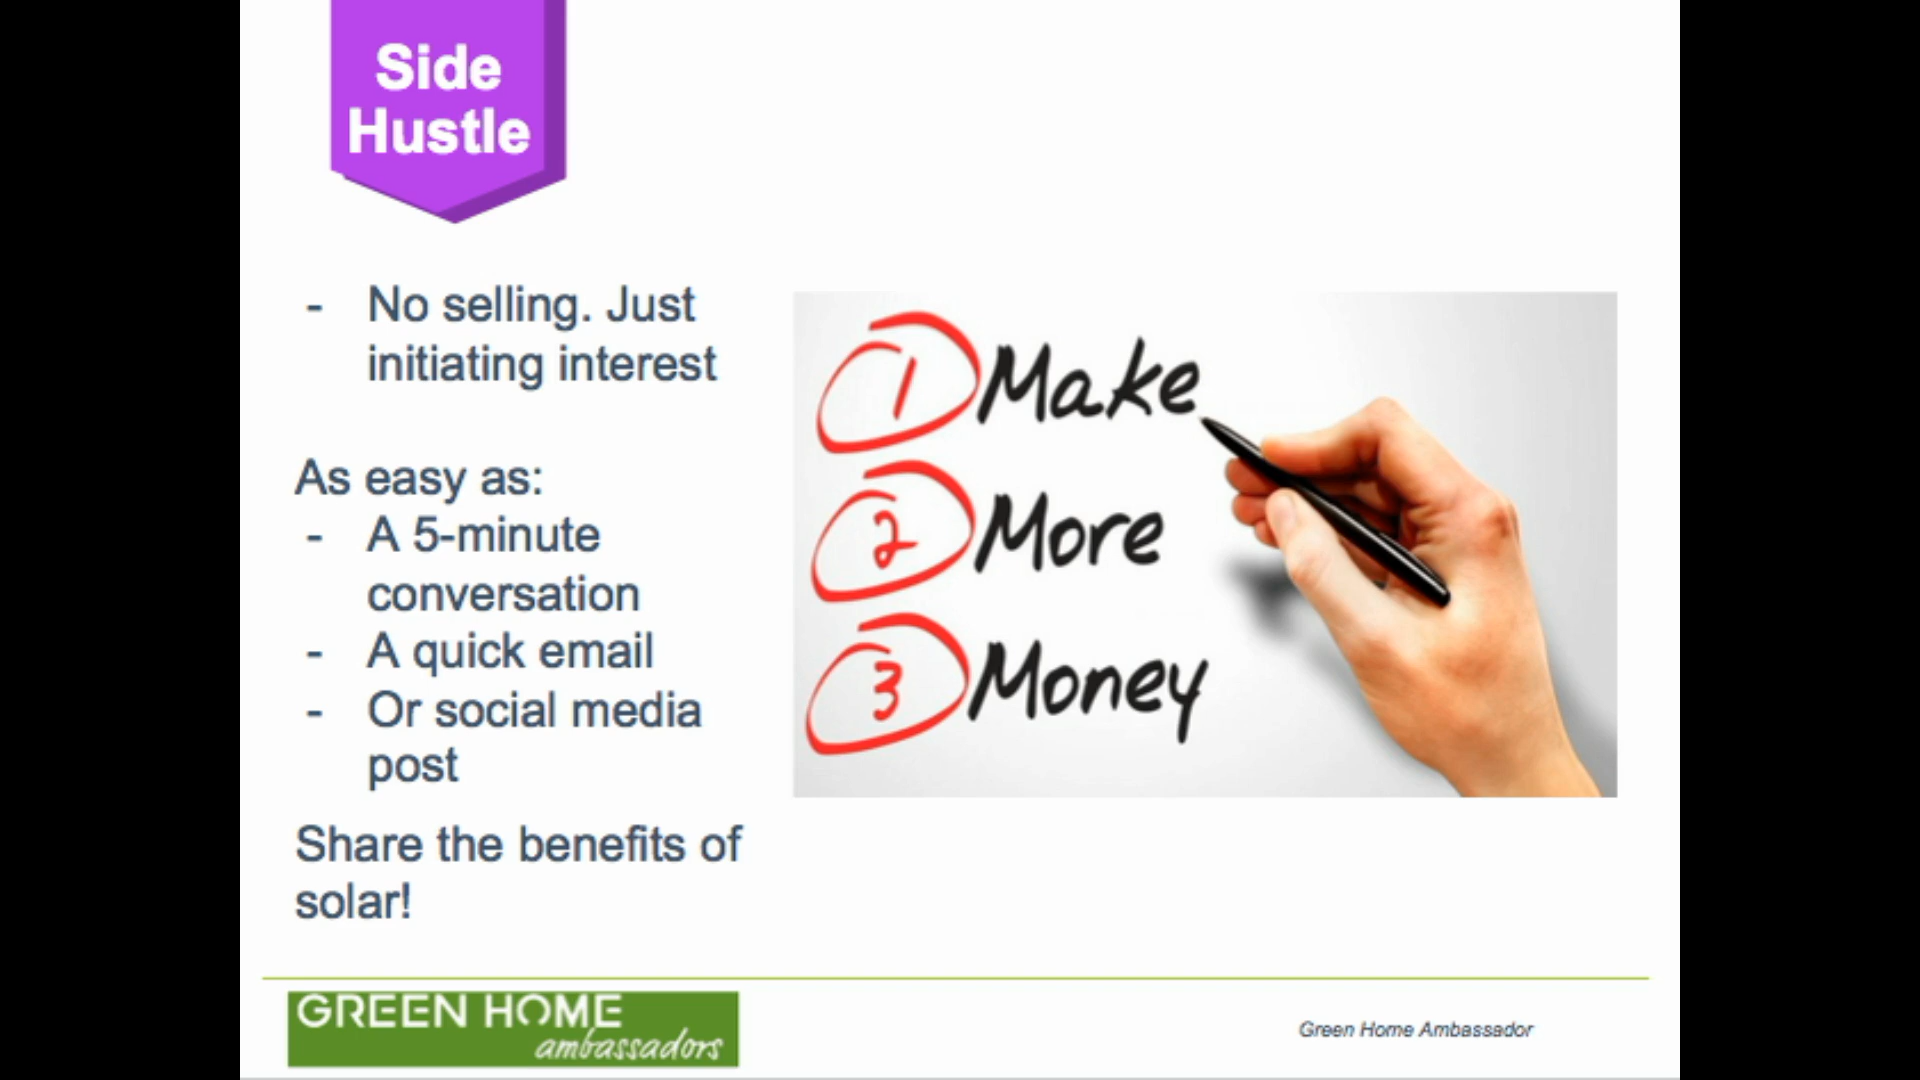 Side
Hustle
- No selling. Just
initiating interest
As easy as:
- A 5-minute
conversation
- A quick email
- Or social media
post
Share the benefits of
solar!
1 Make
2 More
3 Money
GREEN HOME
ambassadors
Green Home Ambassador